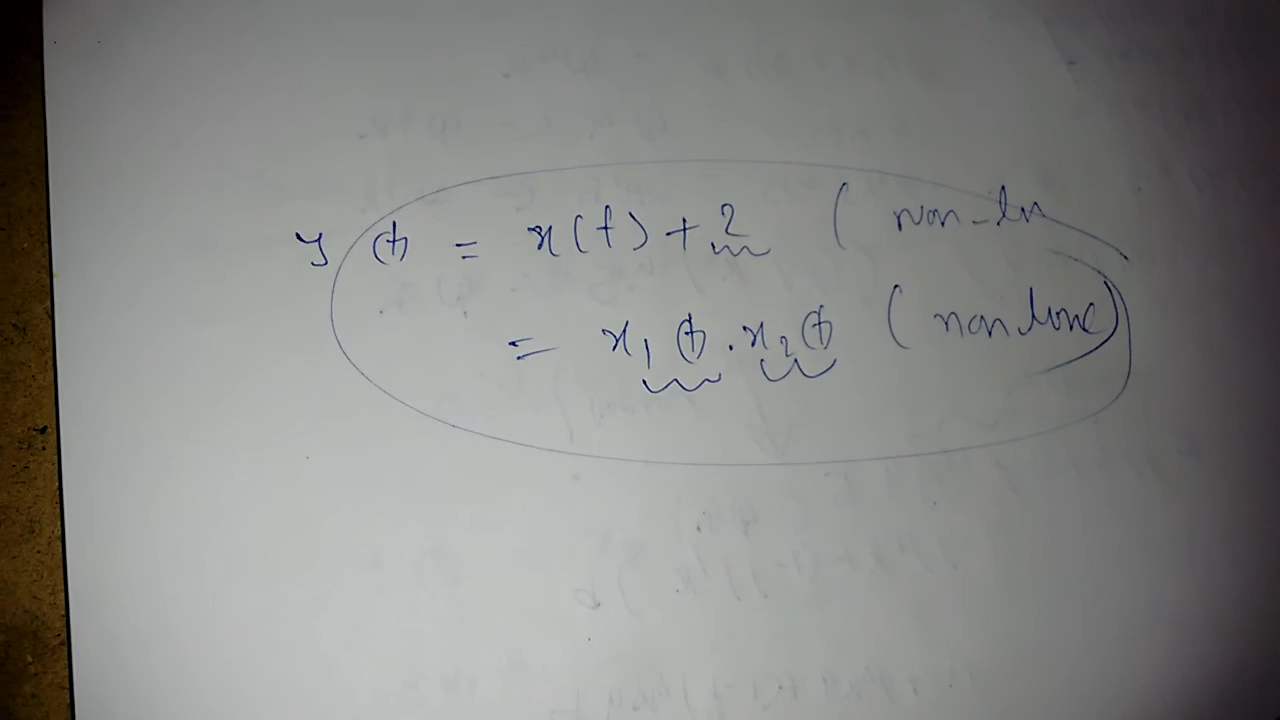 y(t) = x(t) + 2 ( non-lin
= x₁(t) . x₂(t) ( non line)